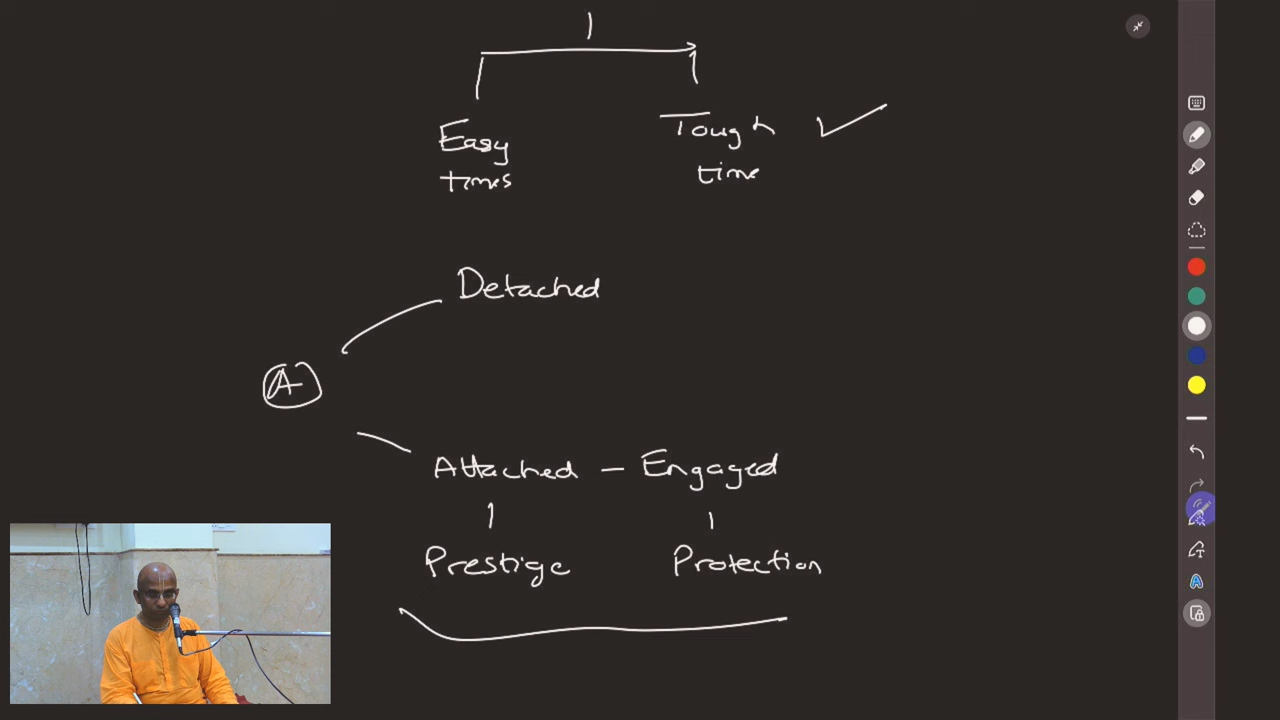 Easy
times
Tough
time
Detached
A
Attached - Engaged
Prestige
Protection